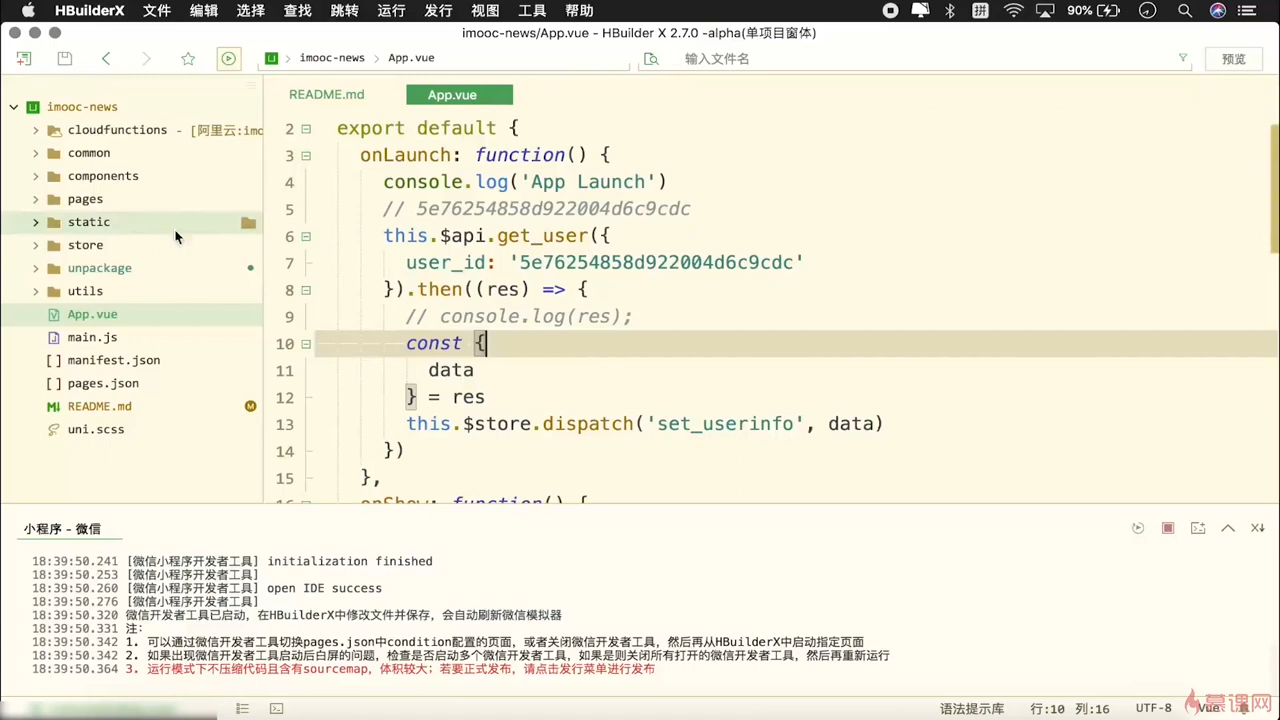 HBuilderX 文件 编辑 选择 查找 跳转 运行 发行 视图 工具 帮助 拼 90%
imooc-news/App.vue - HBuilder X 2.7.0 -alpha(单项目窗体)
imooc-news App.vue 输入文件名 预览
imooc-news
cloudfunctions - [阿里云:imo
common
components
pages
static
store
unpackage
utils
App.vue
main.js
manifest.json
pages.json
README.md M
uni.scss
README.md App.vue
2 export default {
3 onLaunch: function() {
4 console.log('App Launch')
5 // 5e76254858d922004d6c9cdc
6 this.$api.get_user({
7 user_id: '5e76254858d922004d6c9cdc'
8 }).then((res) => {
9 // console.log(res);
10 const {
11 data
12 } = res
13 this.$store.dispatch('set_userinfo', data)
14 })
15 },
16 onShow: function() {
小程序 - 微信
18:39:50.241 [微信小程序开发者工具] initialization finished
18:39:50.253 [微信小程序开发者工具]
18:39:50.260 [微信小程序开发者工具] open IDE success
18:39:50.276 [微信小程序开发者工具]
18:39:50.320 微信开发者工具已启动，在HBuilderX中修改文件并保存，会自动刷新微信模拟器
18:39:50.331 注：
18:39:50.342 1. 可以通过微信开发者工具切换pages.json中condition配置的页面，或者关闭微信开发者工具，然后再从HBuilderX中启动指定页面
18:39:50.342 2. 如果出现微信开发者工具启动后白屏的问题，检查是否启动多个微信开发者工具，如果是则关闭所有打开的微信开发者工具，然后再重新运行
18:39:50.364 3. 运行模式下不压缩代码且含有sourcemap，体积较大；若要正式发布，请点击发行菜单进行发布
语法提示库 行:10 列:16 UTF-8 Vue
慕课网